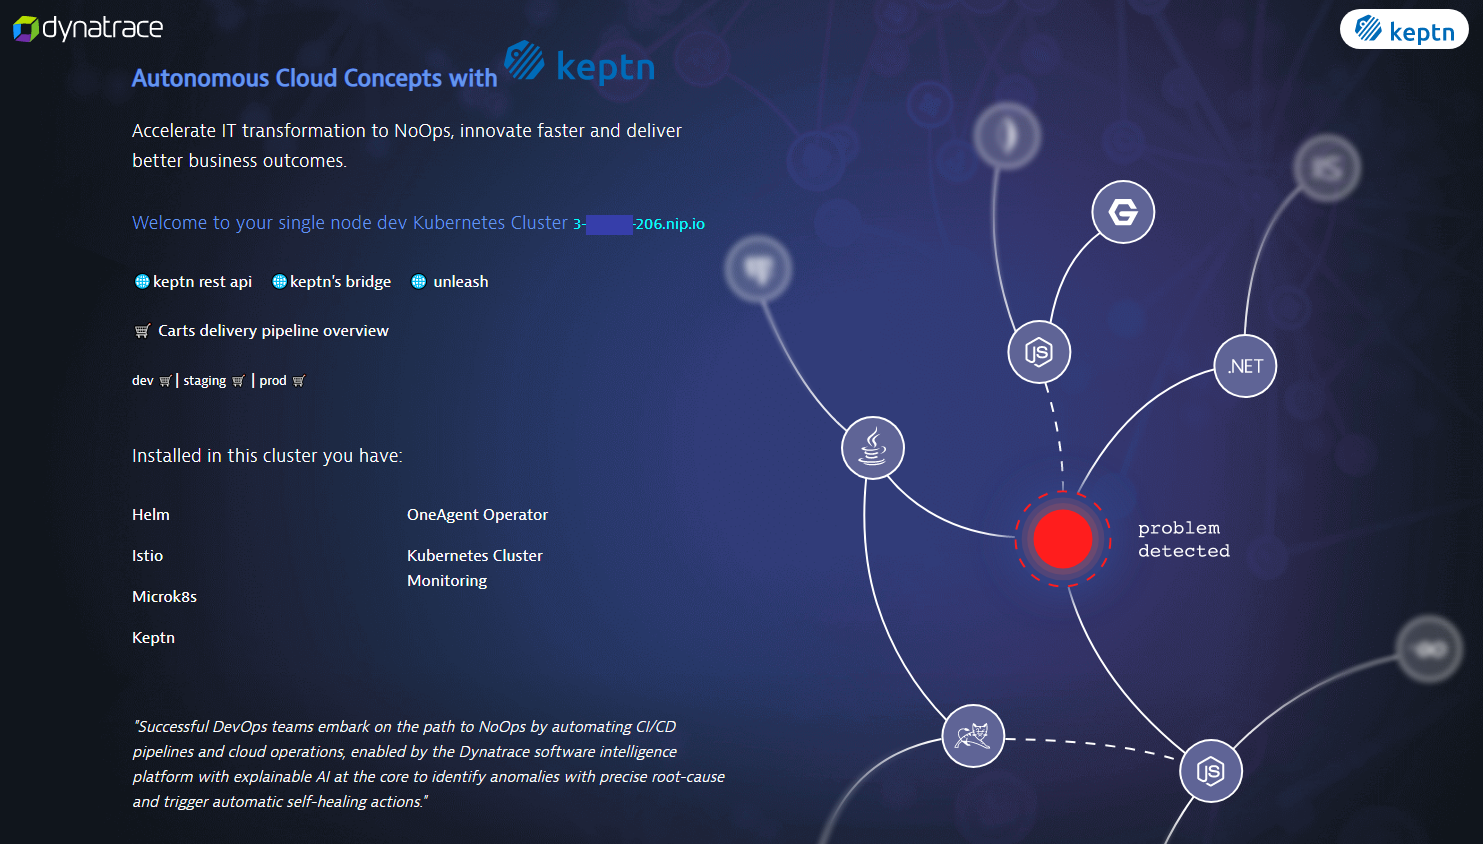 dynatrace
keptn
Autonomous Cloud Concepts with keptn
Accelerate IT transformation to NoOps, innovate faster and deliver
better business outcomes.
Welcome to your single node dev Kubernetes Cluster 3- -206.nip.io
keptn rest api keptn's bridge unleash
Carts delivery pipeline overview
dev | staging | prod
Installed in this cluster you have:
Helm
Istio
Microk8s
Keptn
OneAgent Operator
Kubernetes Cluster
Monitoring
"Successful DevOps teams embark on the path to NoOps by automating CI/CD
pipelines and cloud operations, enabled by the Dynatrace software intelligence
platform with explainable AI at the core to identify anomalies with precise root-cause
and trigger automatic self-healing actions."
G
JS
.NET
problem
detected
JS